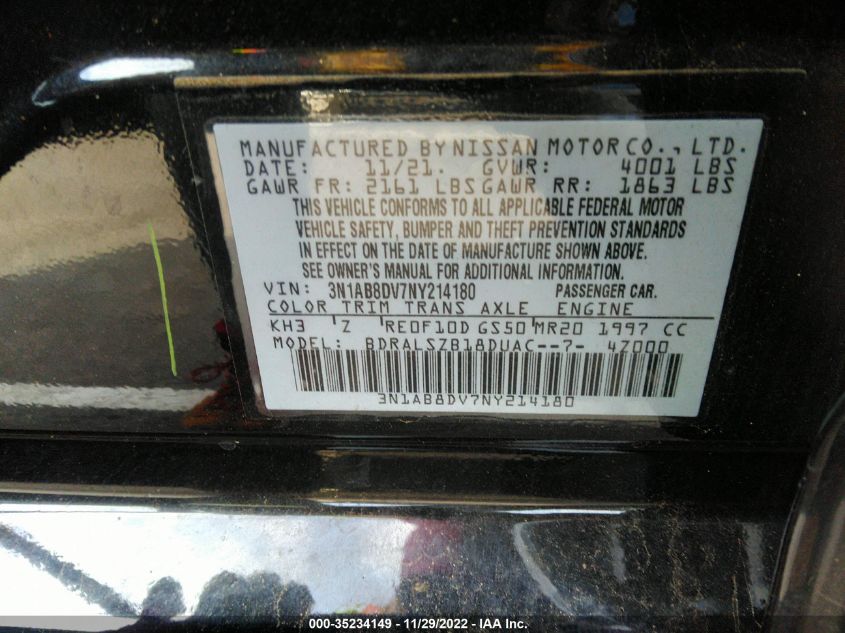 MANUFACTURED BY NISSAN MOTOR CO., LTD.
DATE: 11/21. GVWR: 4001 LBS
GAWR FR: 2161 LBS GAWR RR: 1863 LBS
THIS VEHICLE CONFORMS TO ALL APPLICABLE FEDERAL MOTOR
VEHICLE SAFETY, BUMPER AND THEFT PREVENTION STANDARDS
IN EFFECT ON THE DATE OF MANUFACTURE SHOWN ABOVE.
SEE OWNER'S MANUAL FOR ADDITIONAL INFORMATION.
VIN: 3N1AB8DV7NY214180 PASSENGER CAR.
COLOR TRIM TRANS AXLE ENGINE
KH3 Z RE0F10D GS50 MR20 1997 CC
MODEL: BDRALSZB18DUAC--7- 4Z000
3N1AB8DV7NY214180
000-35234149 - 11/29/2022 - IAA Inc.